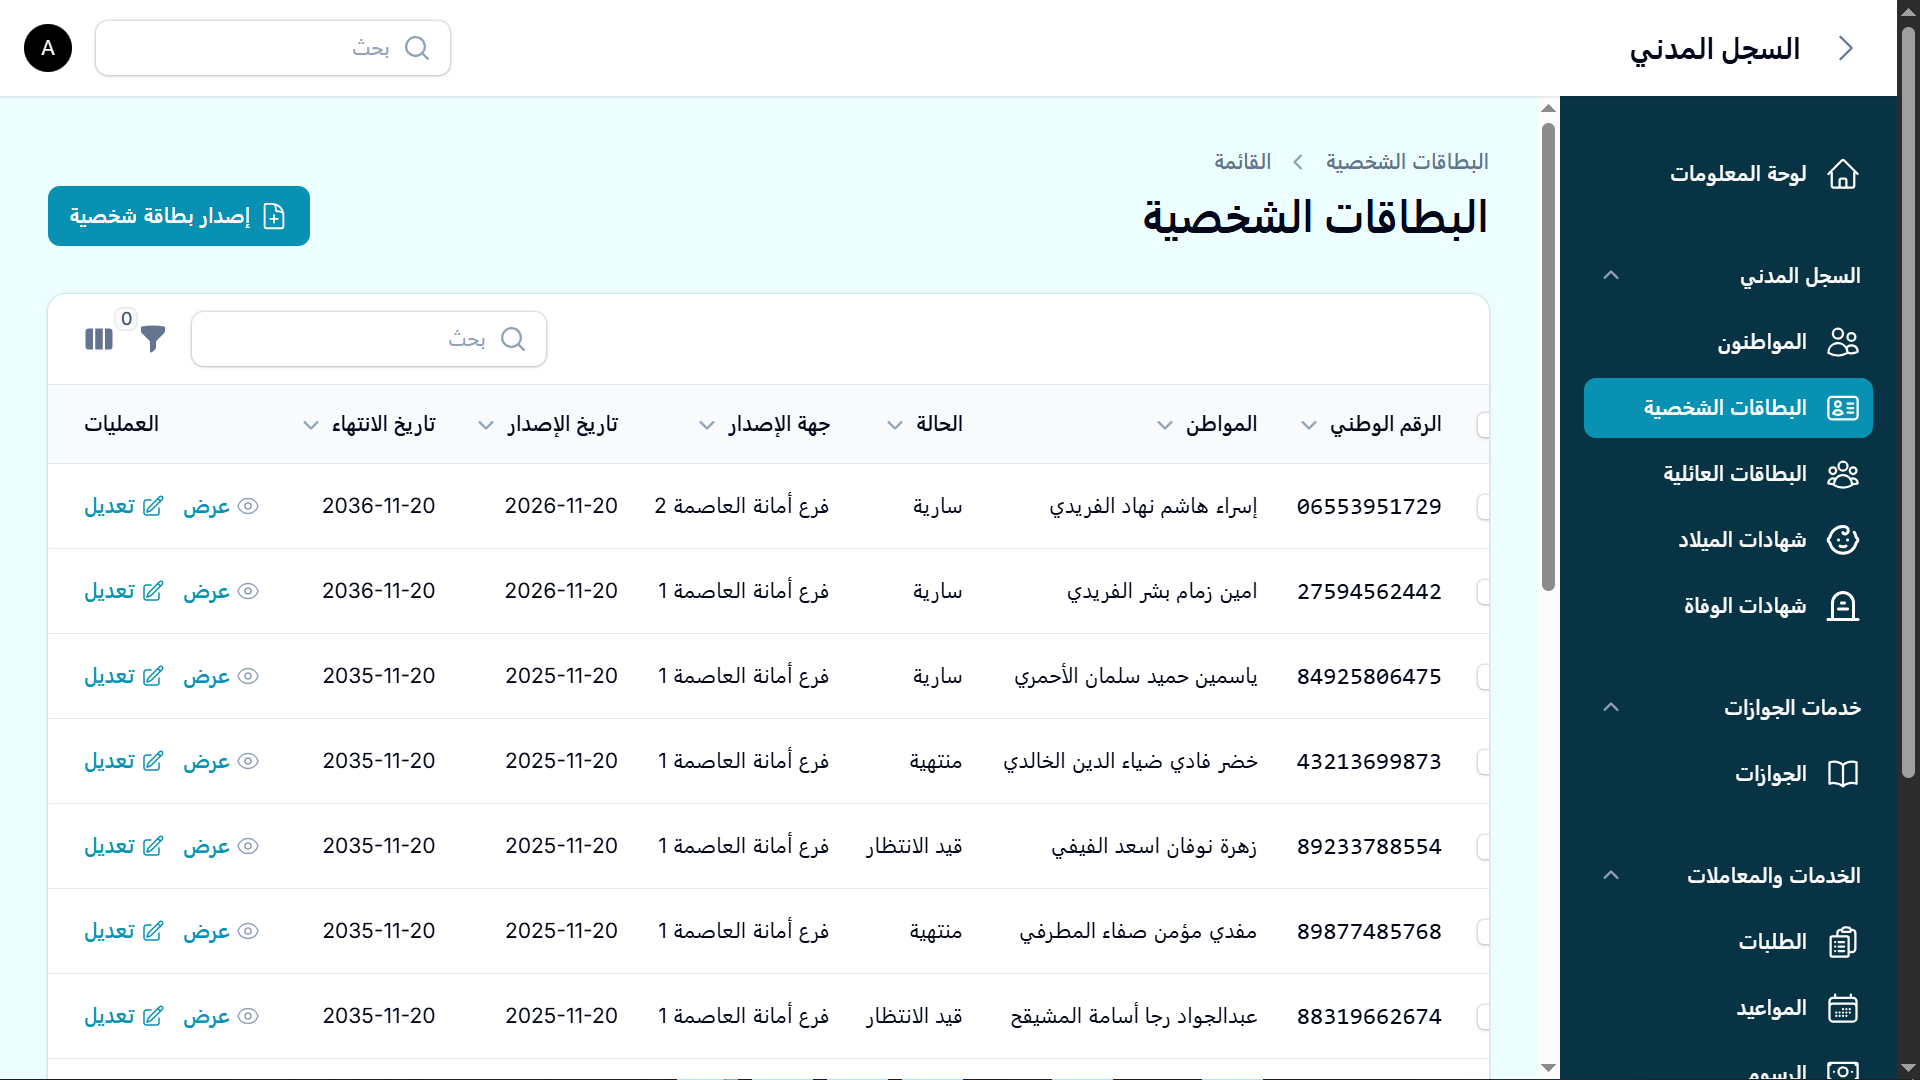 السجل المدني
بحث
A
لوحة المعلومات
السجل المدني
المواطنون
البطاقات الشخصية
البطاقات العائلية
شهادات الميلاد
شهادات الوفاة
خدمات الجوازات
الجوازات
الخدمات والمعاملات
الطلبات
المواعيد
الرسوم
البطاقات الشخصية القائمة
البطاقات الشخصية
إصدار بطاقة شخصية
بحث
0
الرقم الوطني المواطن الحالة جهة الإصدار تاريخ الإصدار تاريخ الانتهاء العمليات
06553951729 إسراء هاشم نهاد الفريدي سارية فرع أمانة العاصمة 2 2026-11-20 2036-11-20 عرض تعديل
27594562442 امين زمام بشر الفريدي سارية فرع أمانة العاصمة 1 2026-11-20 2036-11-20 عرض تعديل
84925806475 ياسمين حميد سلمان الأحمري سارية فرع أمانة العاصمة 1 2025-11-20 2035-11-20 عرض تعديل
43213699873 خضر فادي ضياء الدين الخالدي منتهية فرع أمانة العاصمة 1 2025-11-20 2035-11-20 عرض تعديل
89233788554 زهرة نوفان اسعد الفيفي قيد الانتظار فرع أمانة العاصمة 1 2025-11-20 2035-11-20 عرض تعديل
89877485768 مفدي مؤمن صفاء المطرفي منتهية فرع أمانة العاصمة 1 2025-11-20 2035-11-20 عرض تعديل
88319662674 عبدالجواد رجا أسامة المشيقح قيد الانتظار فرع أمانة العاصمة 1 2025-11-20 2035-11-20 عرض تعديل